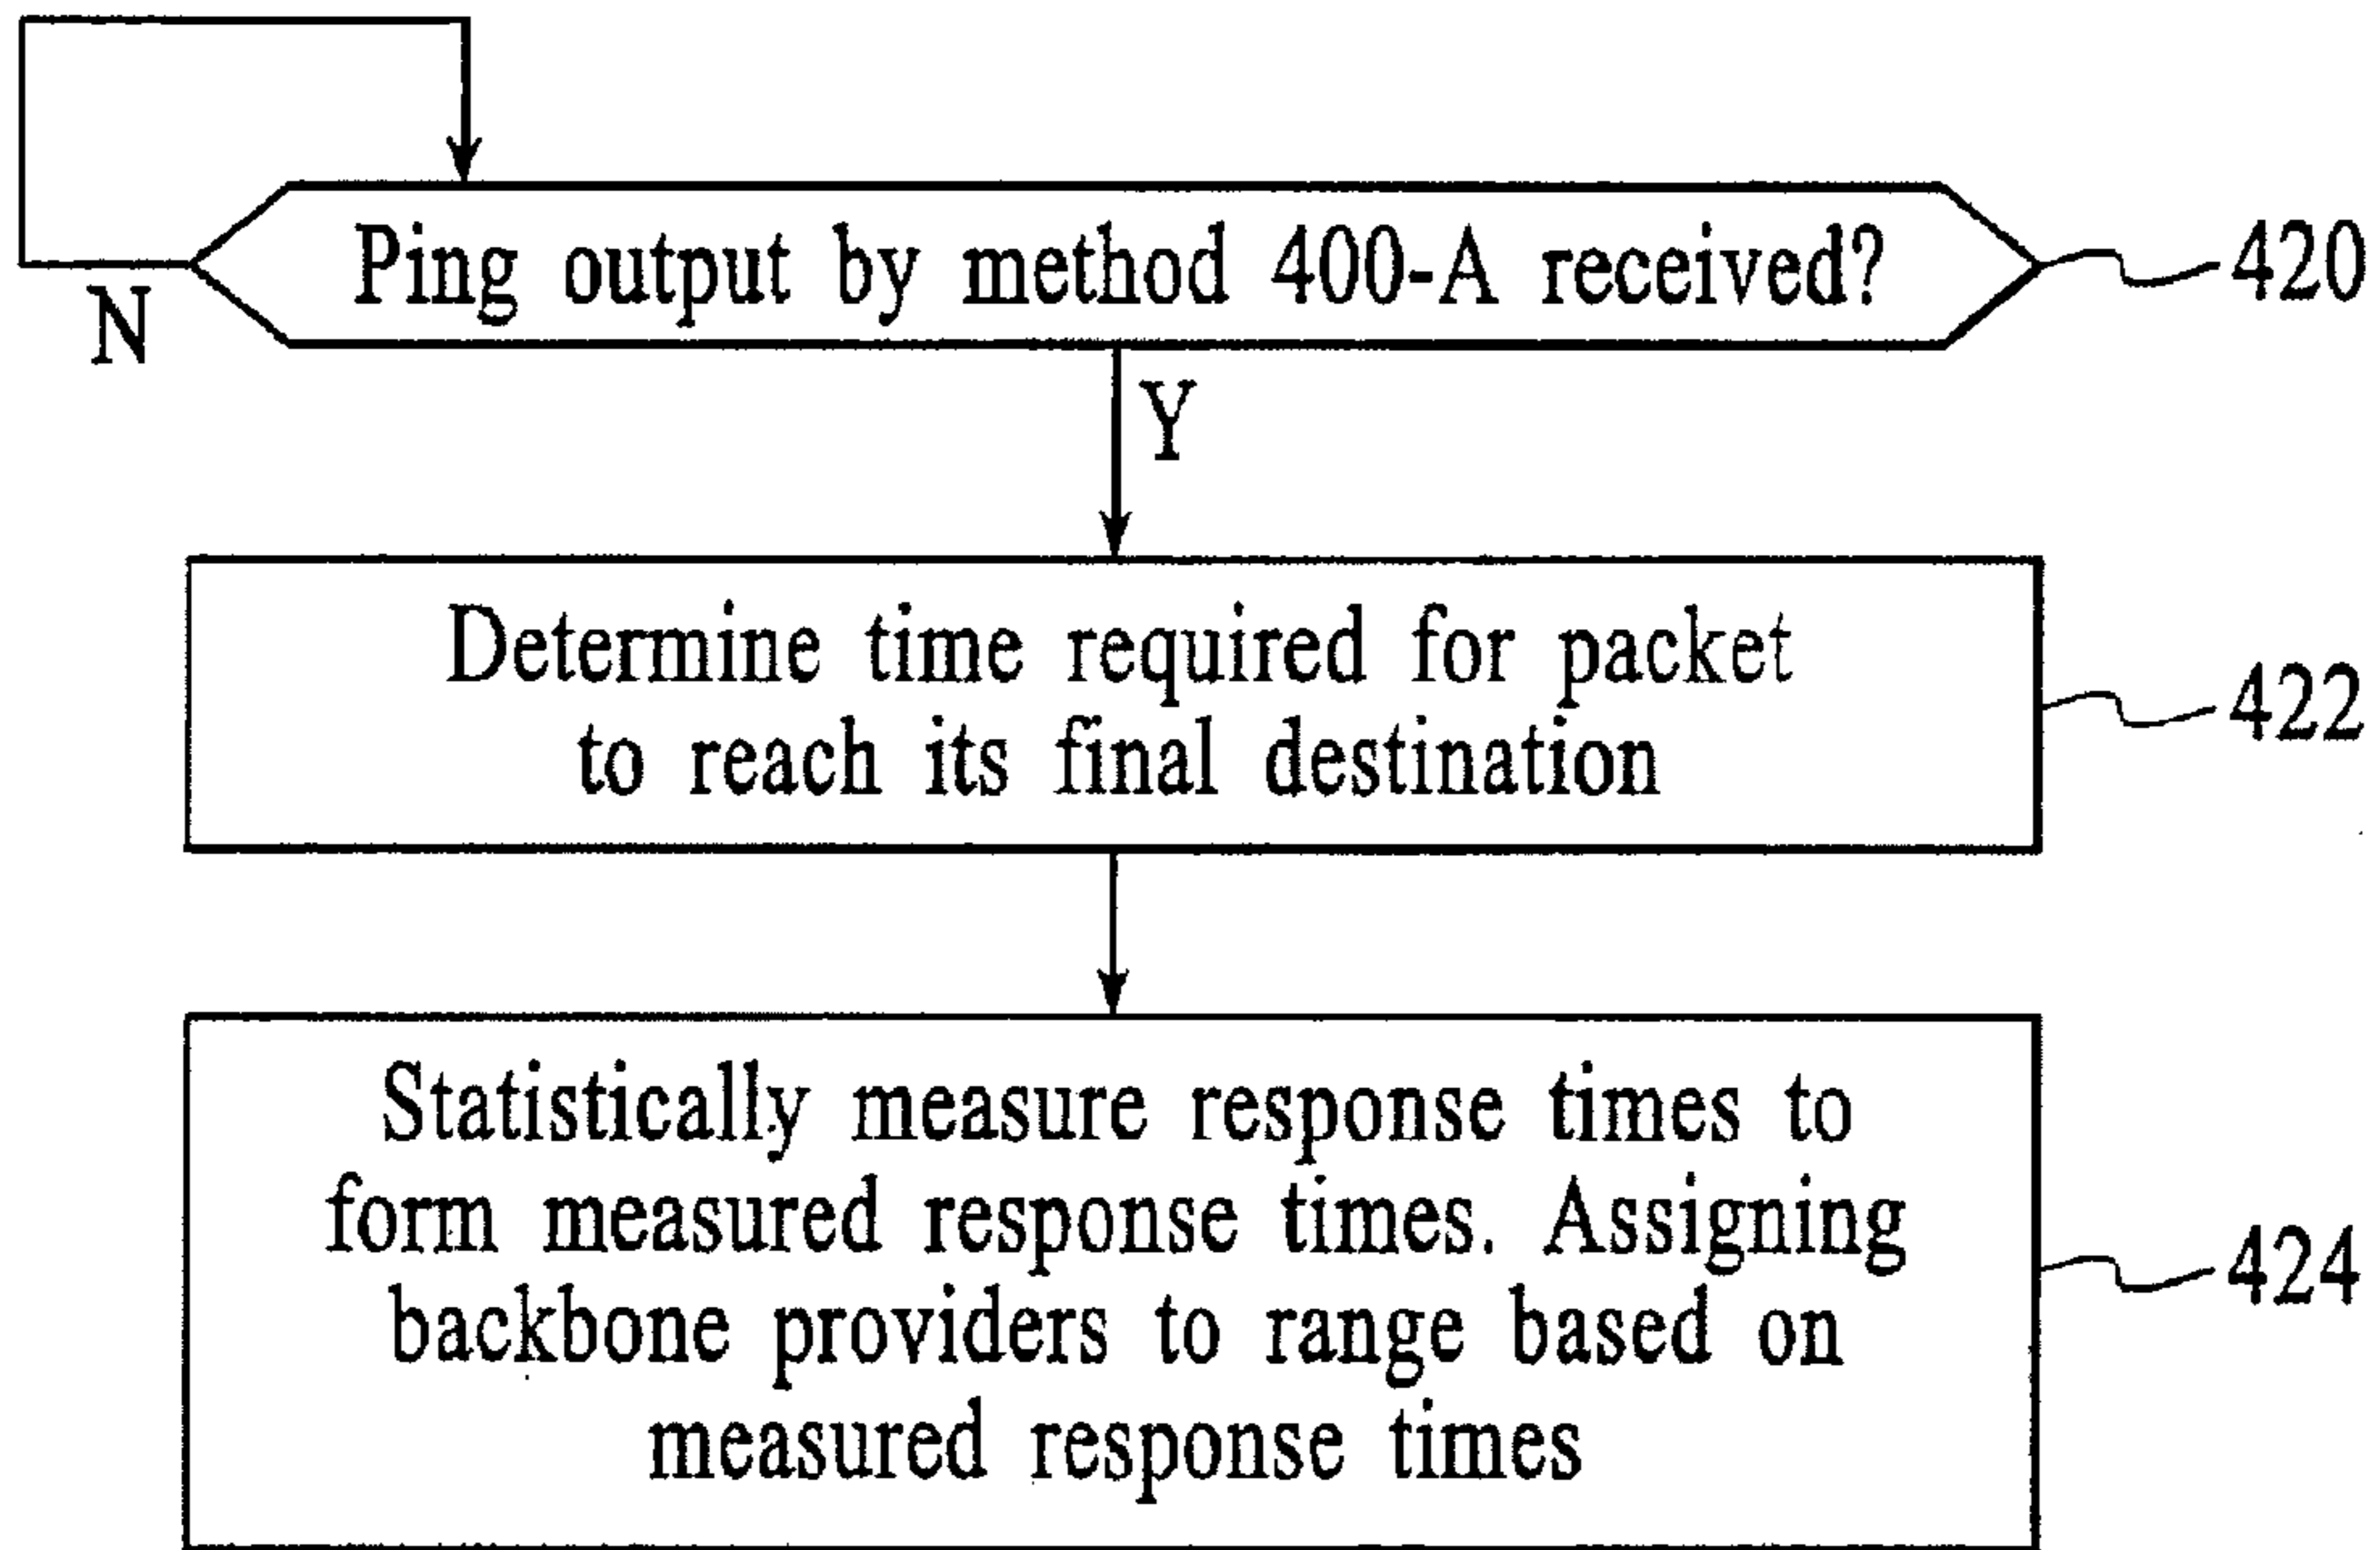 Ping output by method 400-A received?
420
N
Y
Determine time required for packet
to reach its final destination
422
Statistically measure response times to
form measured response times. Assigning
backbone providers to range based on
measured response times
424